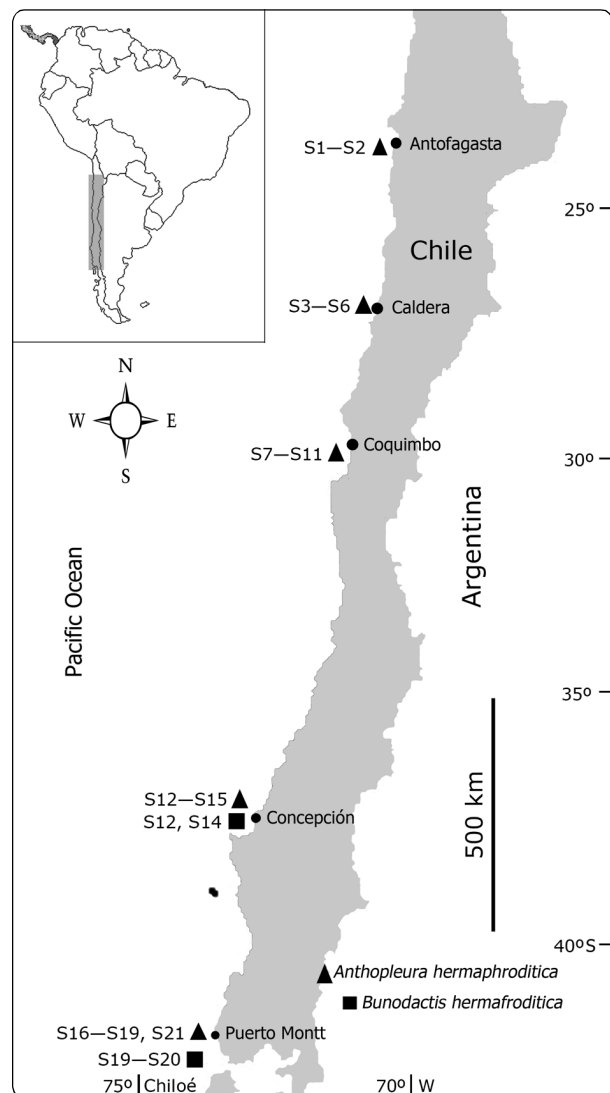 S1—S2
Antofagasta
25º
Chile
S3—S6
Caldera
N
W
E
S
Coquimbo
S7—S11
30º
Argentina
Pacific Ocean
35º
500 km
S12—S15
S12, S14
Concepción
40ºS
Anthopleura hermaphroditica
Bunodactis hermafroditica
S16—S19, S21
Puerto Montt
S19—S20
75º
Chiloé
70º W